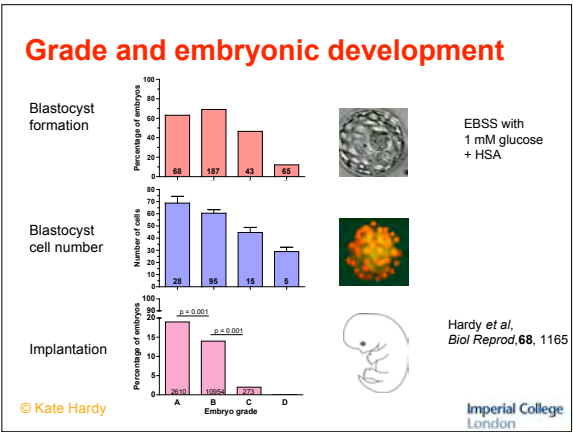 Grade and embryonic development
Blastocyst
formation
Percentage of embryos
100
80
60
40
20
0
68
187
43
65
EBSS with
1 mM glucose
+ HSA
Blastocyst
cell number
Number of cells
80
70
60
50
40
30
20
10
0
28
95
15
5
Implantation
Percentage of embryos
100
90
20
15
10
5
0
p = 0.001
p = 0.001
2610
10954
273
A
B
C
D
Embryo grade
Hardy et al,
Biol Reprod,68, 1165
© Kate Hardy
Imperial College
London